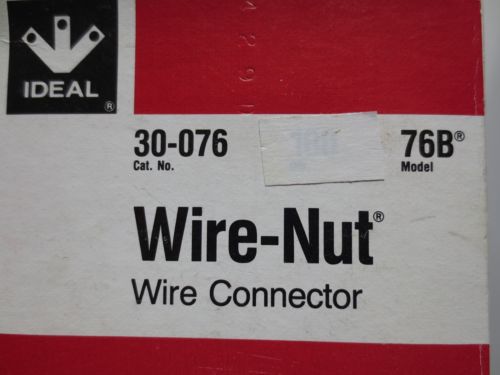 IDEAL®
30-076 76B®
Cat. No. Model
Wire-Nut®
Wire Connector